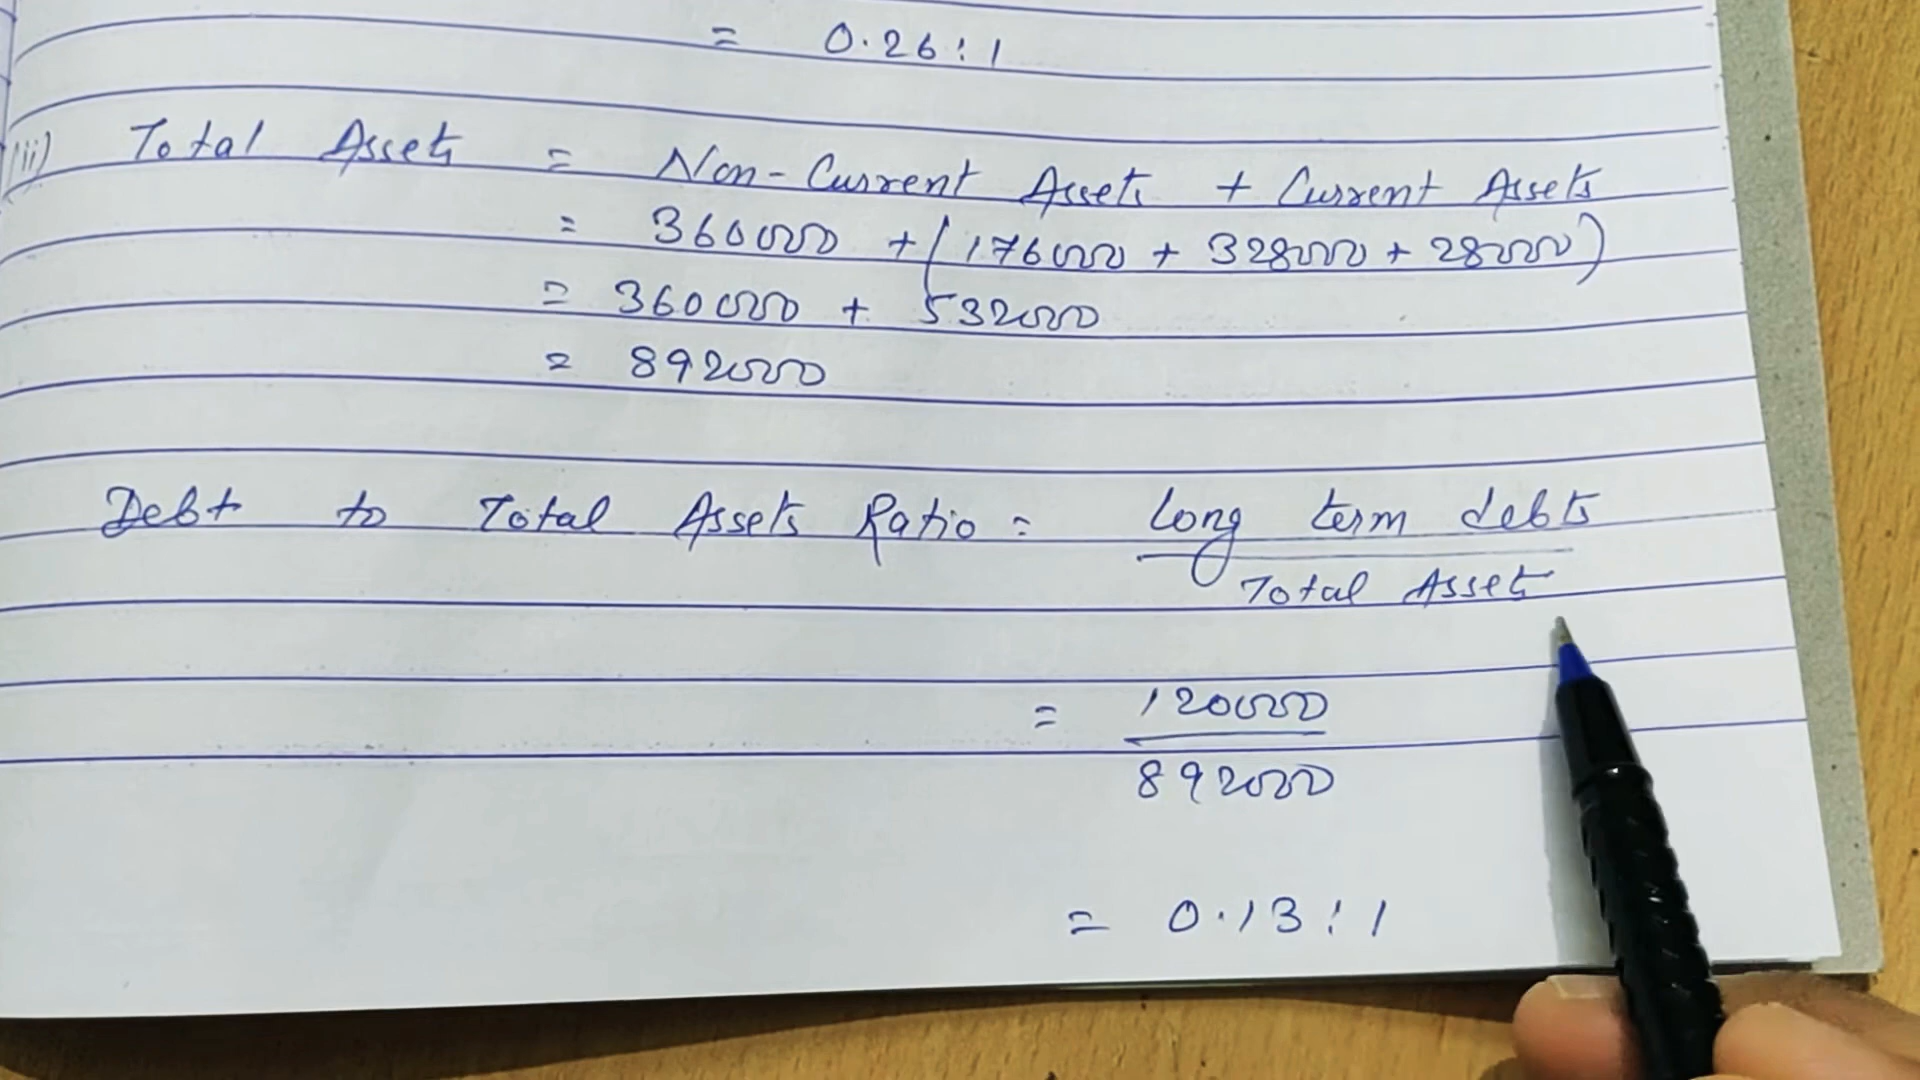 = 0.26:1
ii) Total Assets = Non-Current Assets + Current Assets
= 360000 + (176000 + 328000 + 28000)
= 360000 + 532000
= 892000
Debt to Total Assets Ratio = Long term debts
Total Assets
= 120000
892000
= 0.13:1